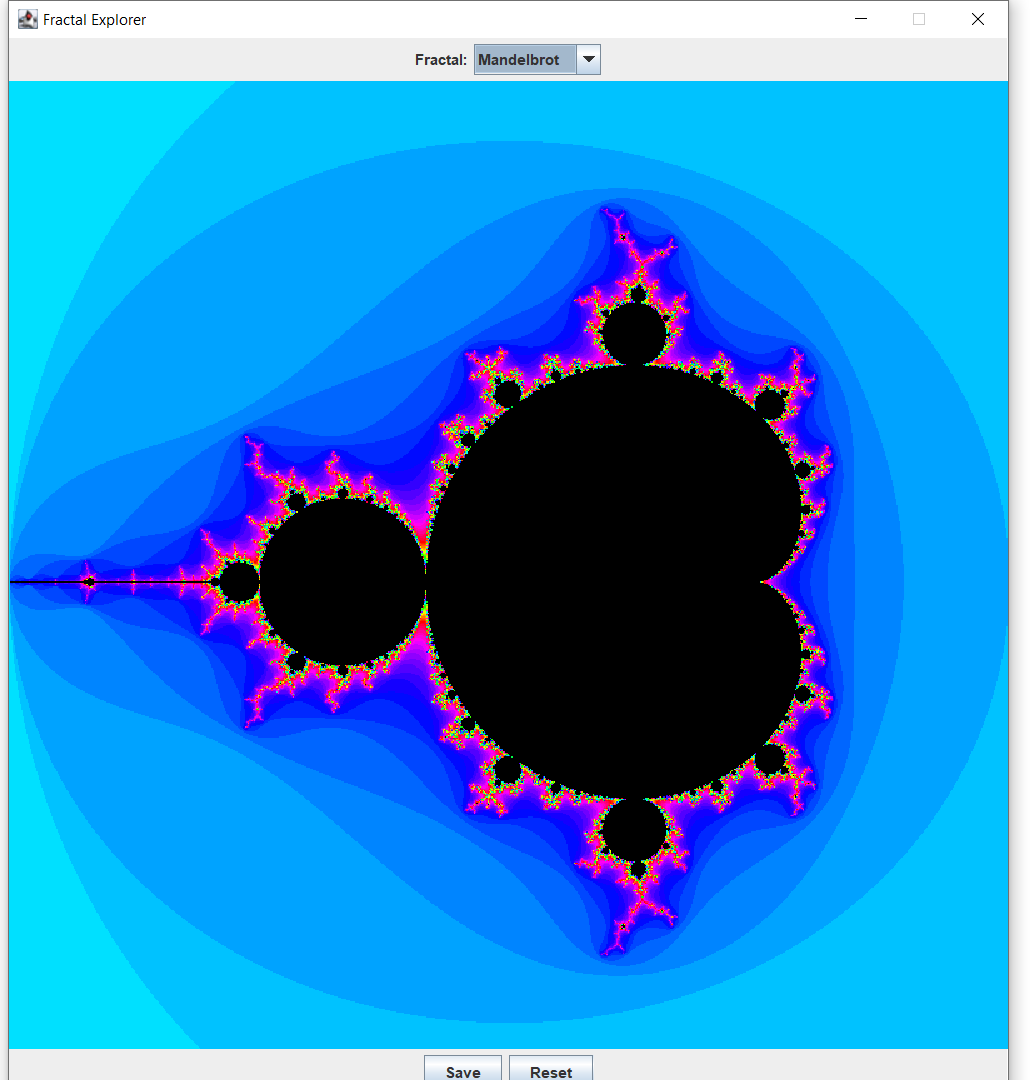 Fractal Explorer
Fractal: Mandelbrot
Save Reset